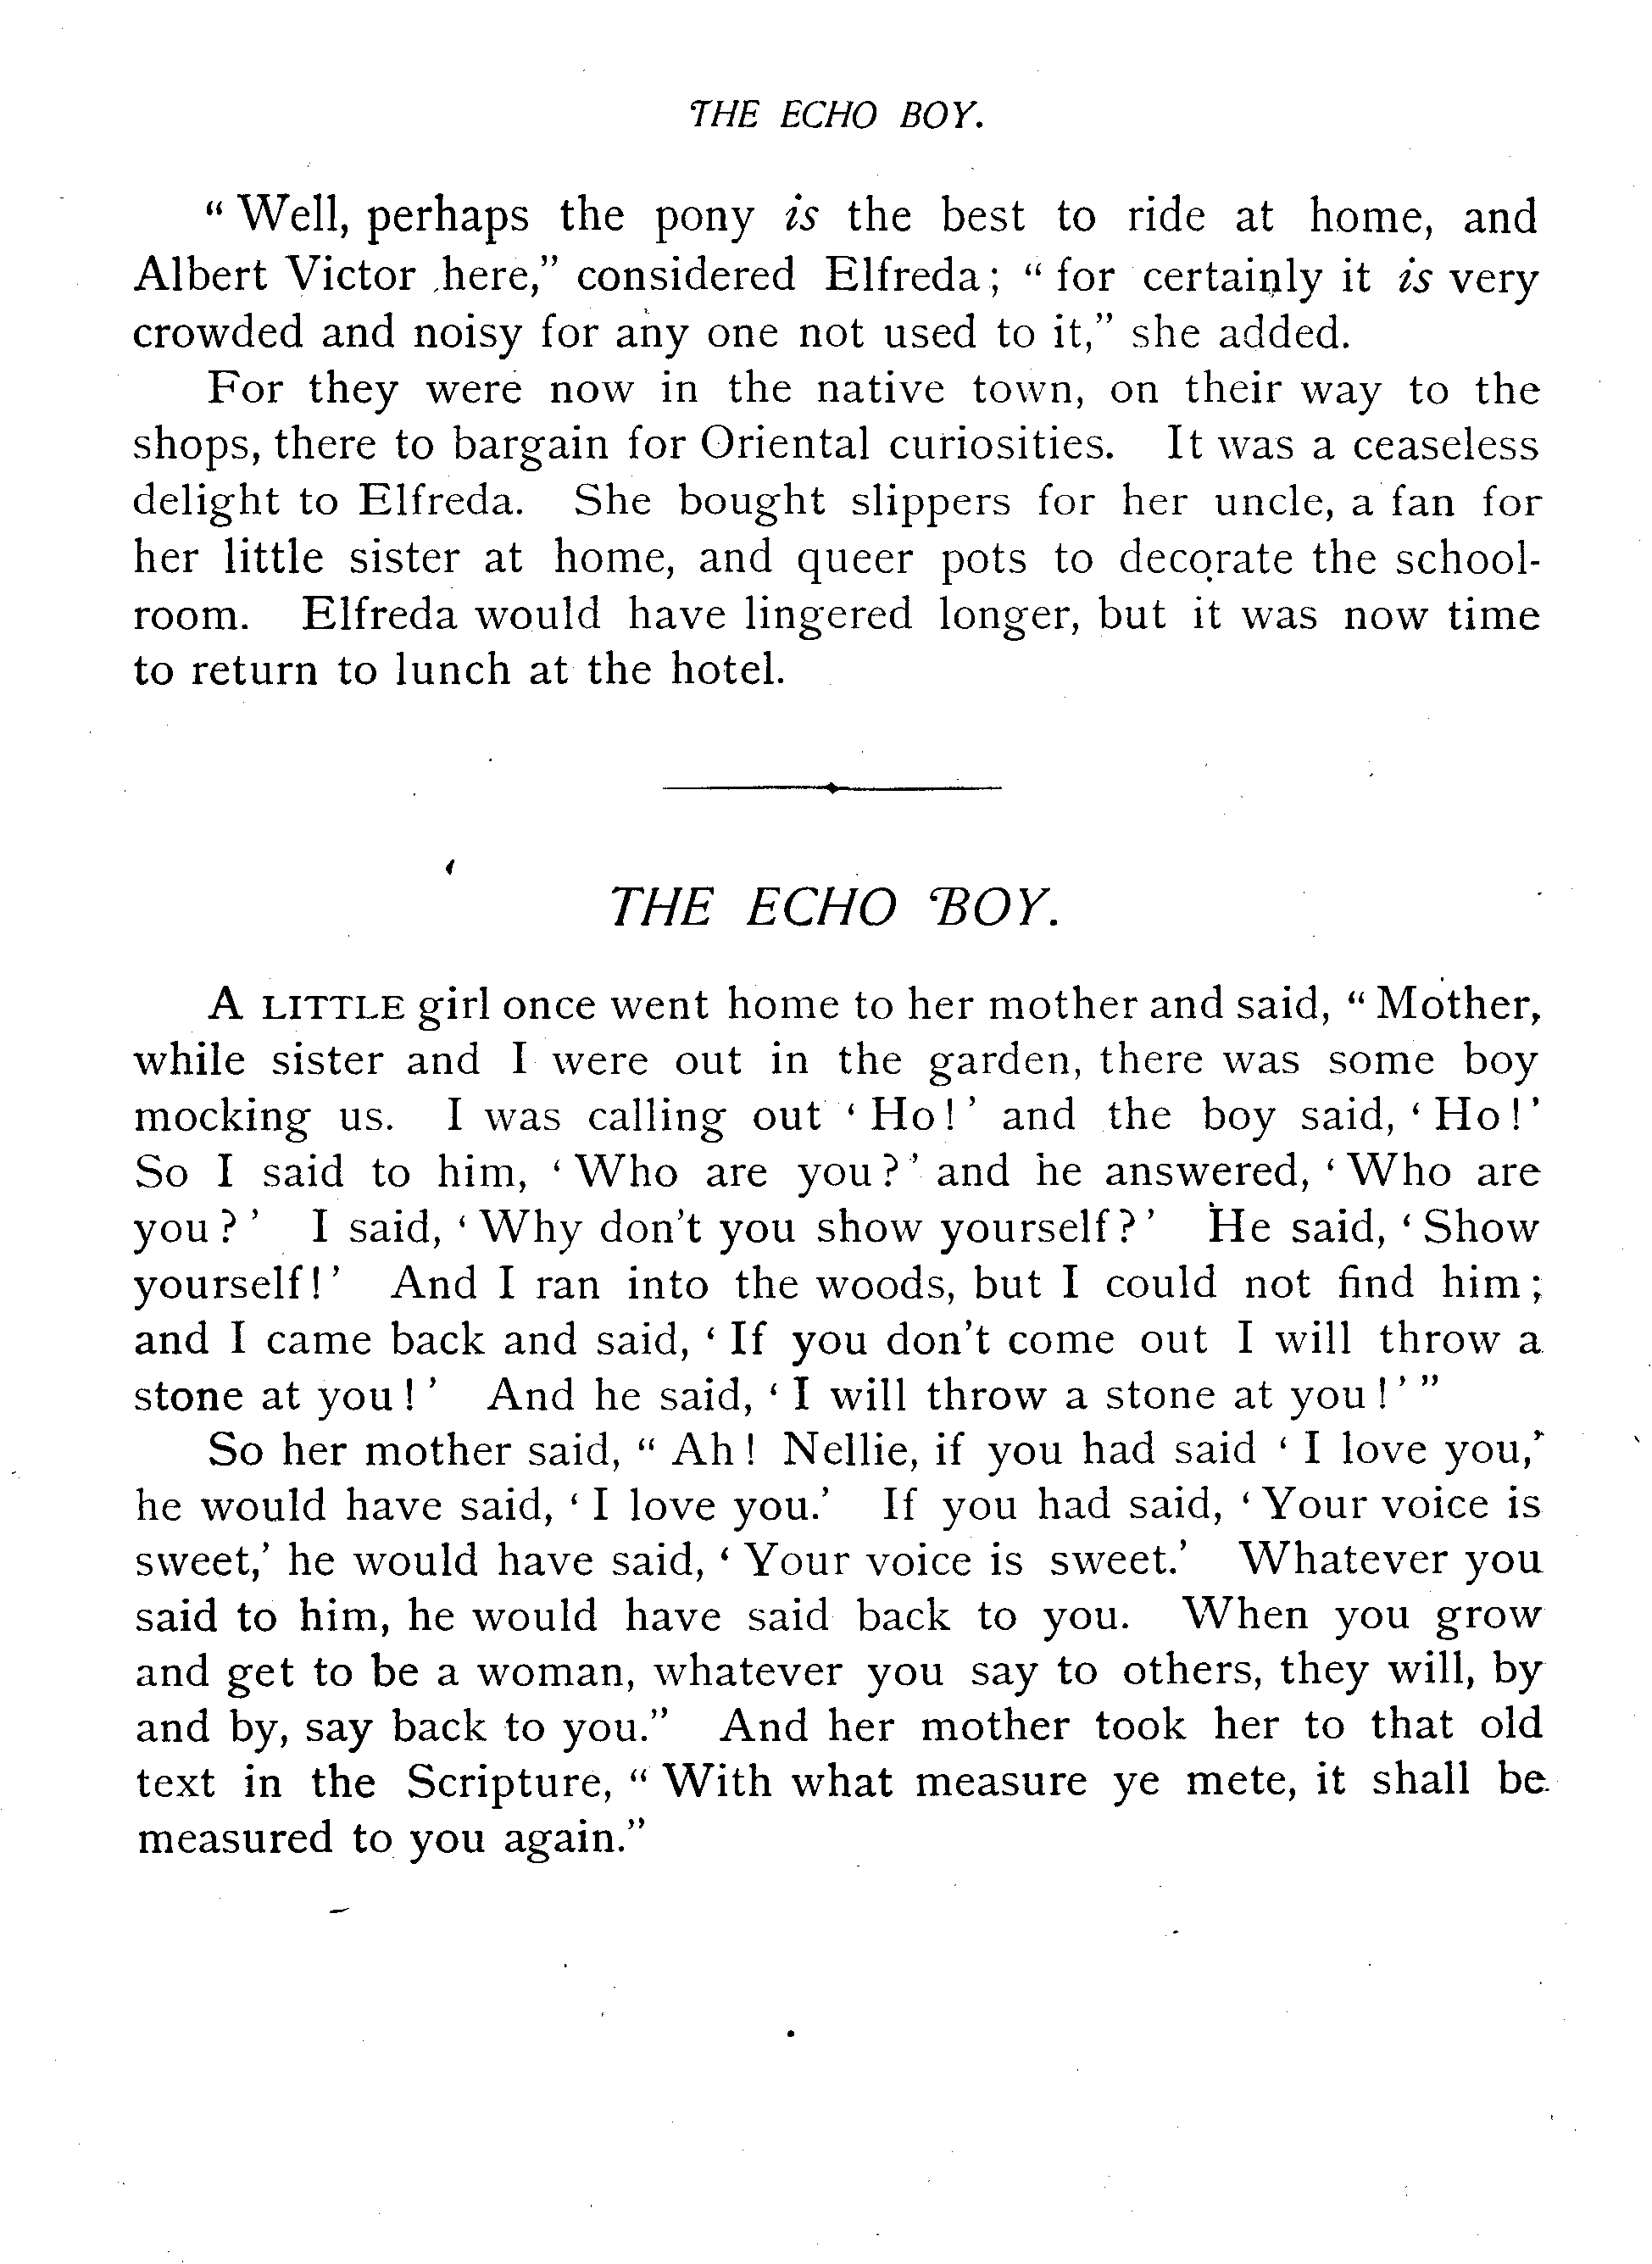 THE ECHO BOY.
“ Well, perhaps the pony is the best to ride at home, and
Albert Victor here,” considered Elfreda ; “ for certainly it is very
crowded and noisy for any one not used to it,” she added.
For they were now in the native town, on their way to the
shops, there to bargain for Oriental curiosities. It was a ceaseless
delight to Elfreda. She bought slippers for her uncle, a fan for
her little sister at home, and queer pots to decorate the school-
room. Elfreda would have lingered longer, but it was now time
to return to lunch at the hotel.
THE ECHO BOY.
A LITTLE girl once went home to her mother and said, “ Mother,
while sister and I were out in the garden, there was some boy
mocking us. I was calling out ‘ Ho ! ’ and the boy said, ‘ Ho ! ’
So I said to him, ‘ Who are you ? ’ and he answered, ‘ Who are
you ? ’ I said, ‘ Why don't you show yourself ? ’ He said, ‘ Show
yourself ! ’ And I ran into the woods, but I could not find him ;
and I came back and said, ‘ If you don't come out I will throw a
stone at you ! ’ And he said, ‘ I will throw a stone at you ! ’ ”
So her mother said, “ Ah ! Nellie, if you had said ‘ I love you,’
he would have said, ‘ I love you.’ If you had said, ‘ Your voice is
sweet,’ he would have said, ‘ Your voice is sweet.’ Whatever you
said to him, he would have said back to you. When you grow
and get to be a woman, whatever you say to others, they will, by
and by, say back to you.” And her mother took her to that old
text in the Scripture, “ With what measure ye mete, it shall be
measured to you again.”